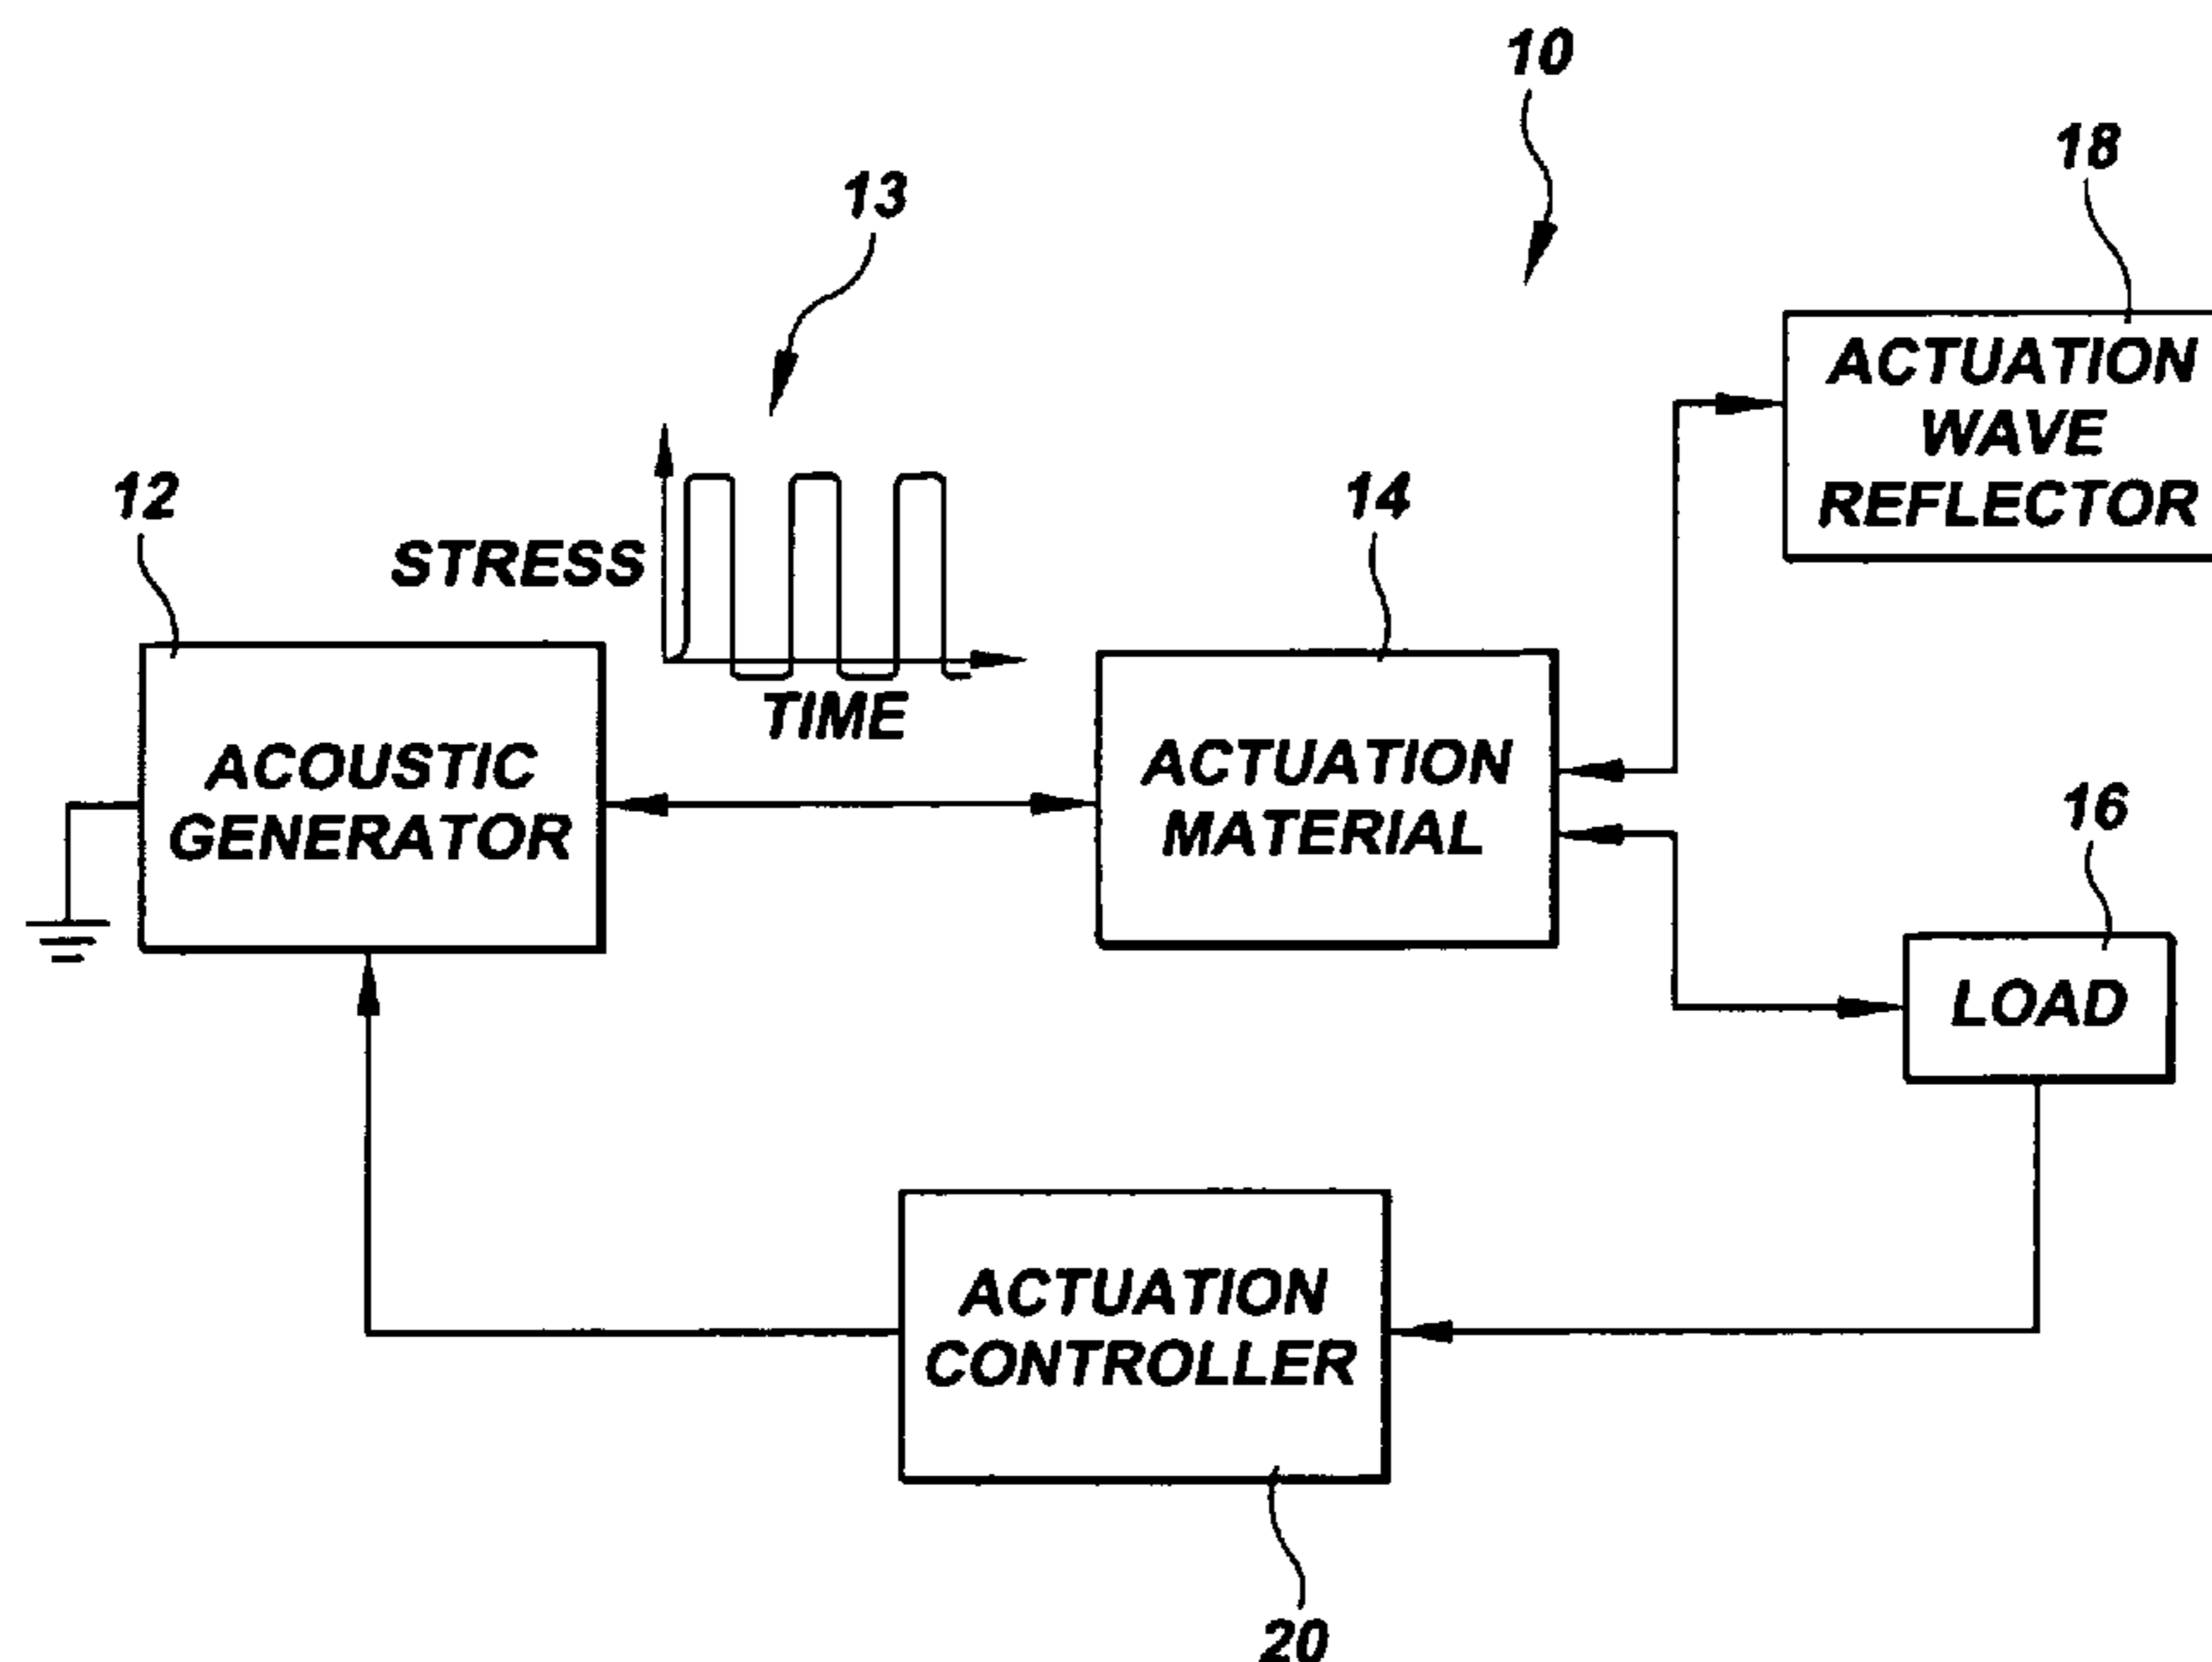 10
18
13
ACTUATION
WAVE
REFLECTOR
12
14
STRESS
TIME
ACOUSTIC
GENERATOR
ACTUATION
MATERIAL
16
LOAD
ACTUATION
CONTROLLER
20